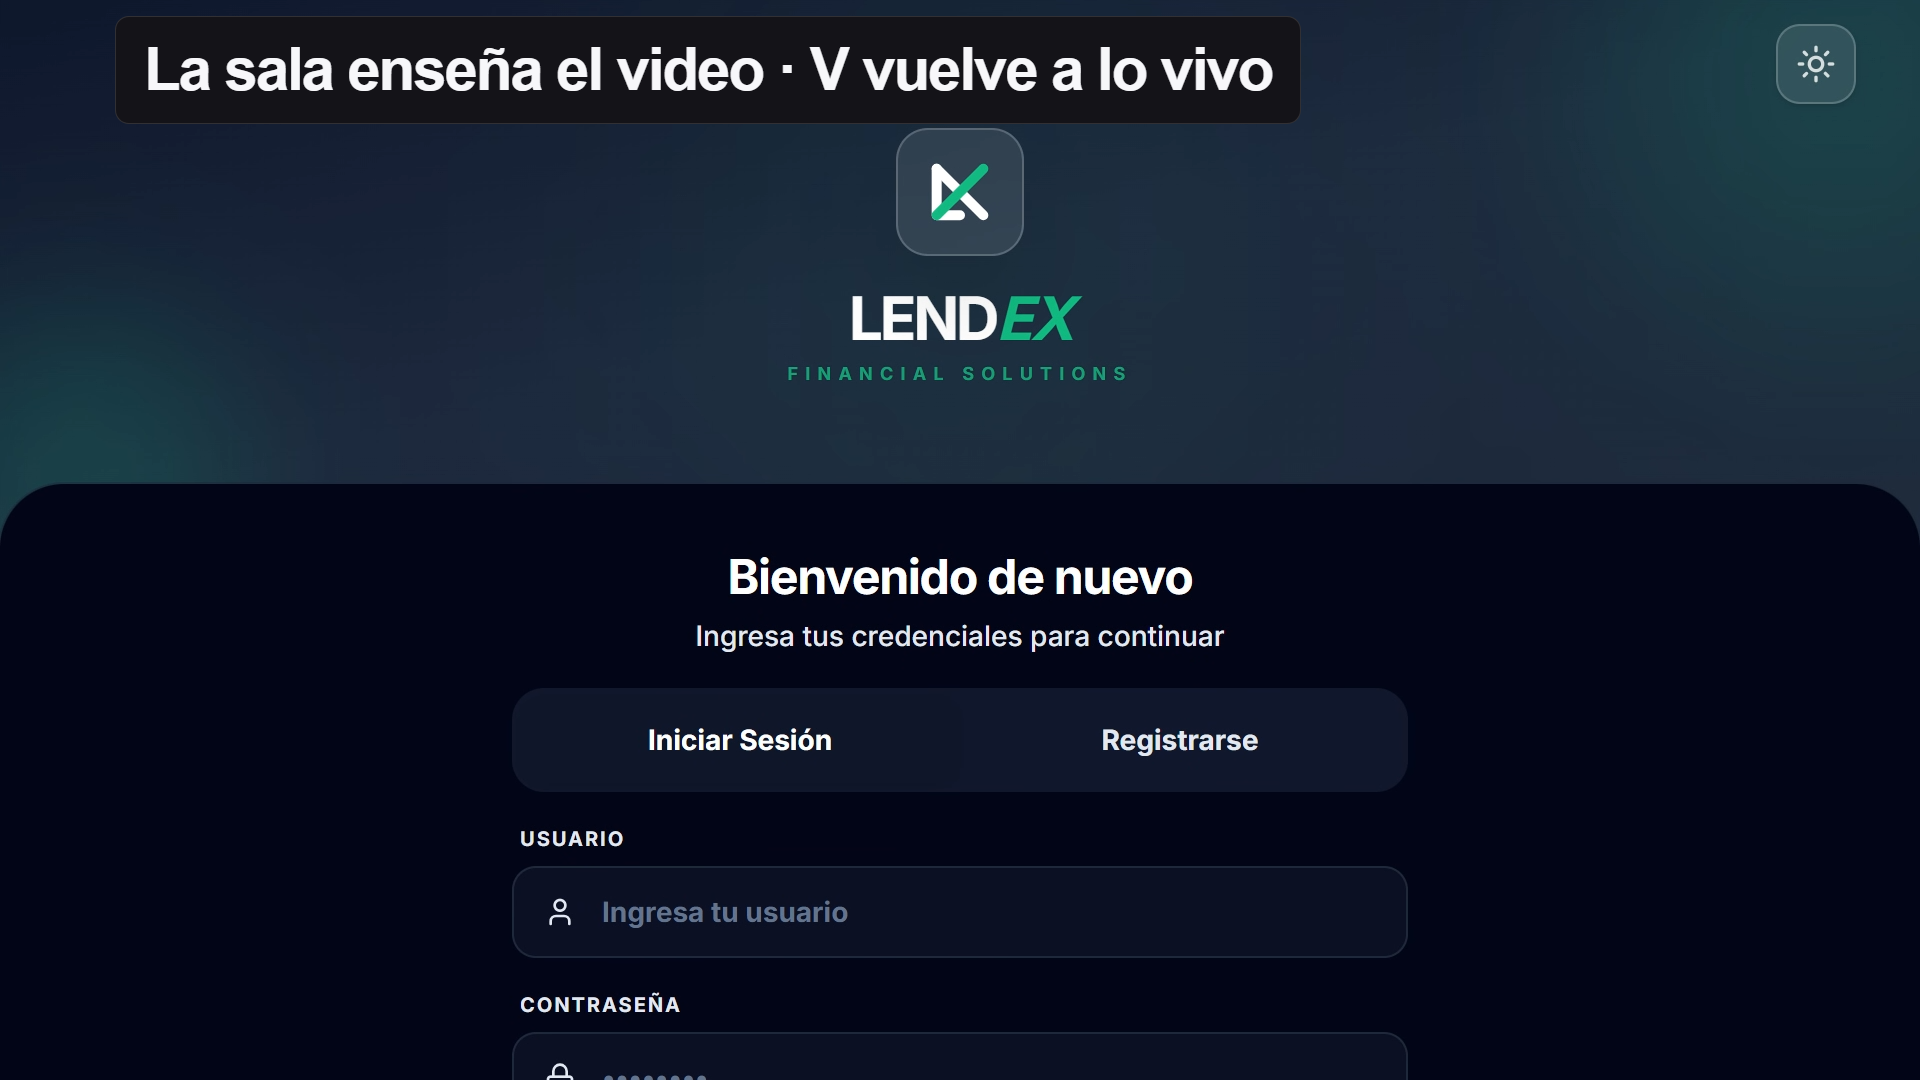 La sala enseña el video · V vuelve a lo vivo
LENDEX
FINANCIAL SOLUTIONS
Bienvenido de nuevo
Ingresa tus credenciales para continuar
Iniciar Sesión
Registrarse
USUARIO
Ingresa tu usuario
CONTRASEÑA